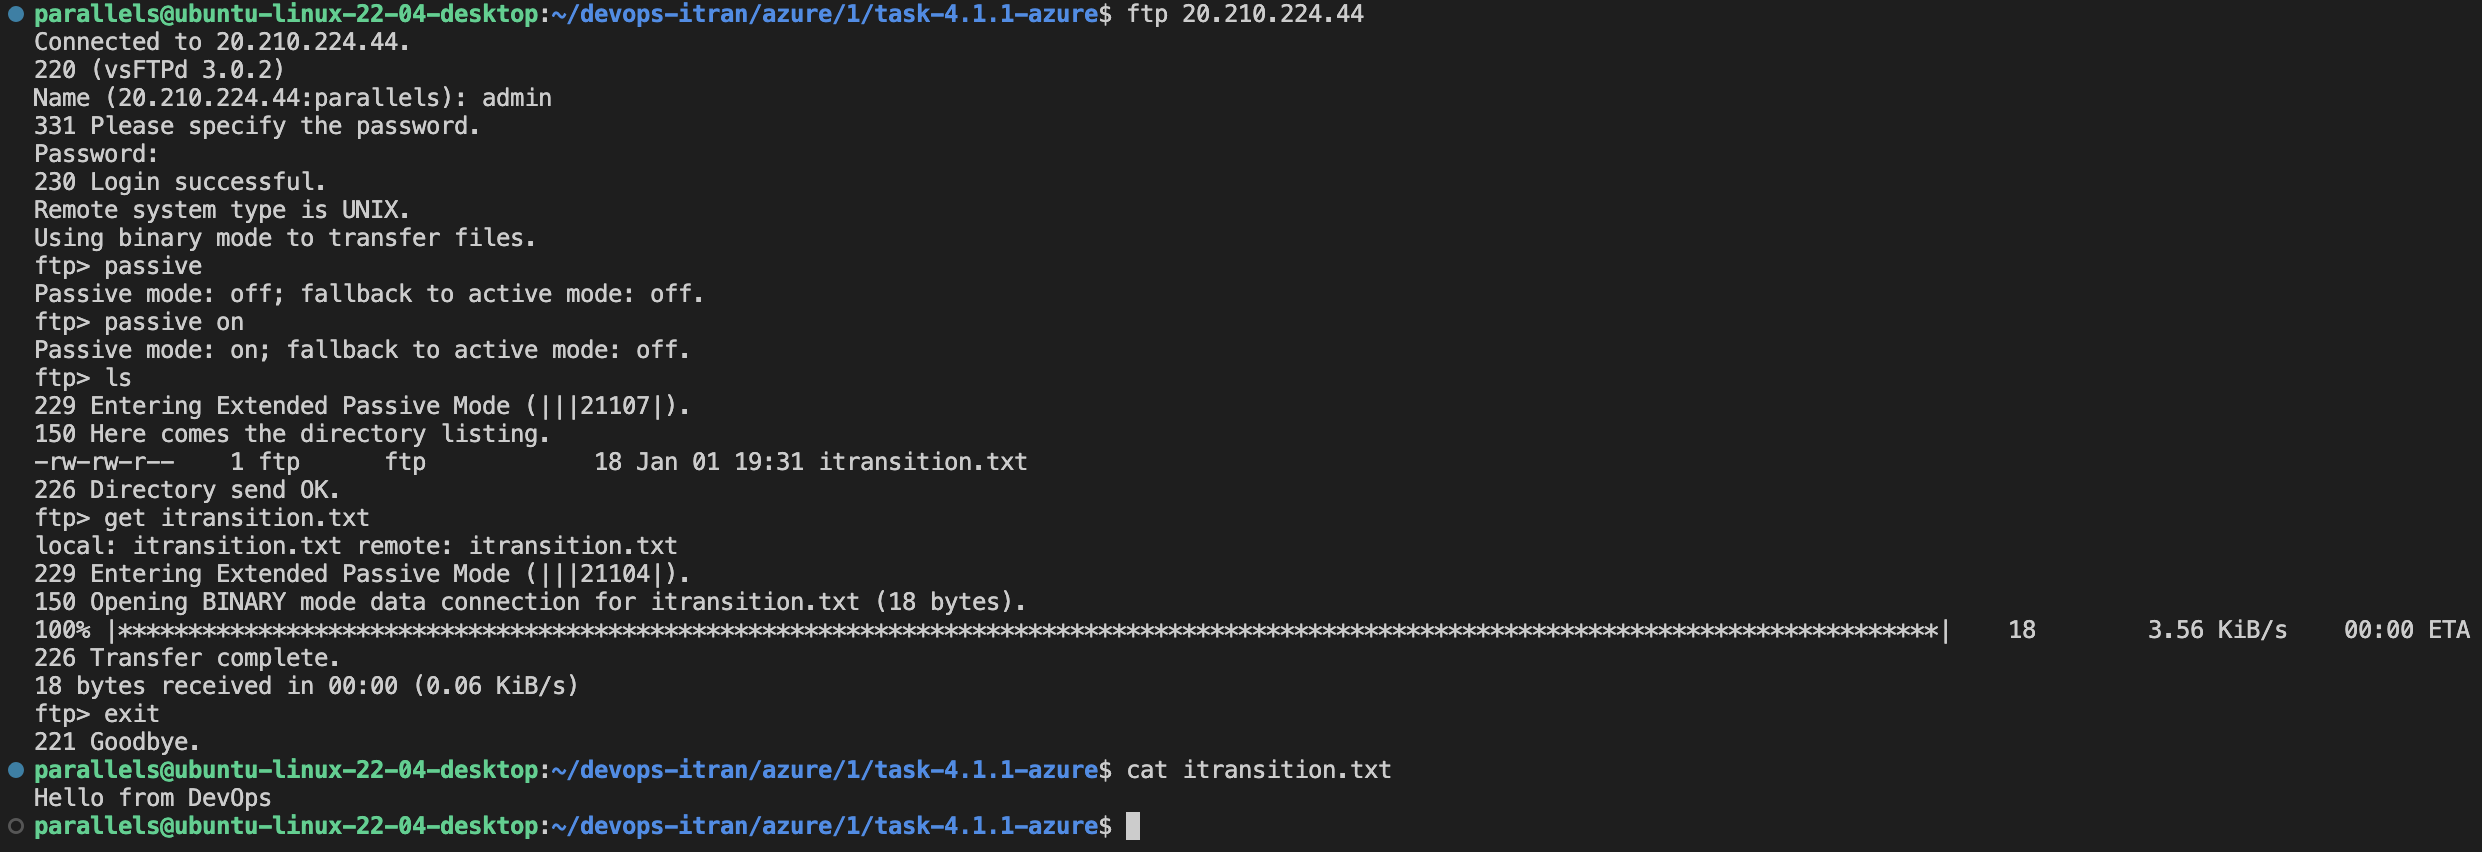 parallels@ubuntu-linux-22-04-desktop:~/devops-itran/azure/1/task-4.1.1-azure$ ftp 20.210.224.44
Connected to 20.210.224.44.
220 (vsFTPd 3.0.2)
Name (20.210.224.44:parallels): admin
331 Please specify the password.
Password:
230 Login successful.
Remote system type is UNIX.
Using binary mode to transfer files.
ftp> passive
Passive mode: off; fallback to active mode: off.
ftp> passive on
Passive mode: on; fallback to active mode: off.
ftp> ls
229 Entering Extended Passive Mode (|||21107|).
150 Here comes the directory listing.
-rw-rw-r--    1 ftp      ftp            18 Jan 01 19:31 itransition.txt
226 Directory send OK.
ftp> get itransition.txt
local: itransition.txt remote: itransition.txt
229 Entering Extended Passive Mode (|||21104|).
150 Opening BINARY mode data connection for itransition.txt (18 bytes).
100% |**********************************************************************************************************************************|    18        3.56 KiB/s    00:00 ETA
226 Transfer complete.
18 bytes received in 00:00 (0.06 KiB/s)
ftp> exit
221 Goodbye.
parallels@ubuntu-linux-22-04-desktop:~/devops-itran/azure/1/task-4.1.1-azure$ cat itransition.txt
Hello from DevOps
parallels@ubuntu-linux-22-04-desktop:~/devops-itran/azure/1/task-4.1.1-azure$